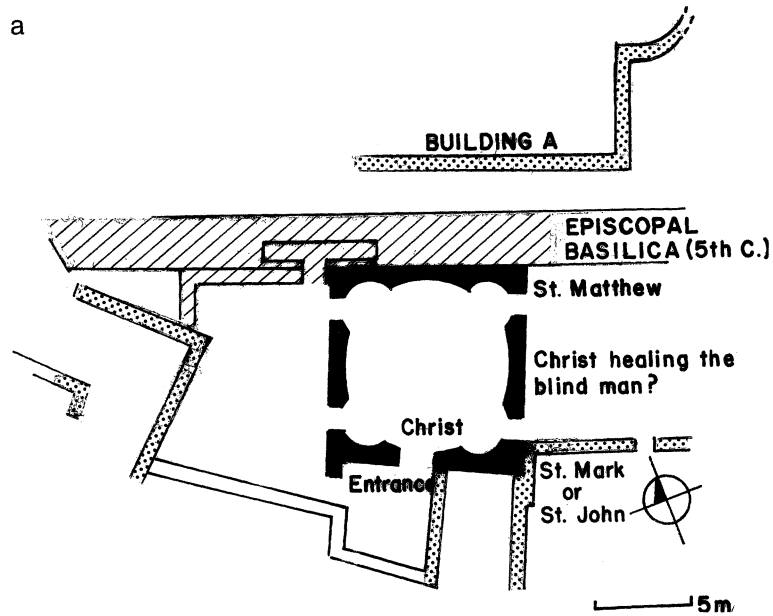 a
BUILDING A
EPISCOPAL
BASILICA (5th C.)
St. Matthew
Christ healing the
blind man?
Christ
Entrance
St. Mark
or
St. John
5m